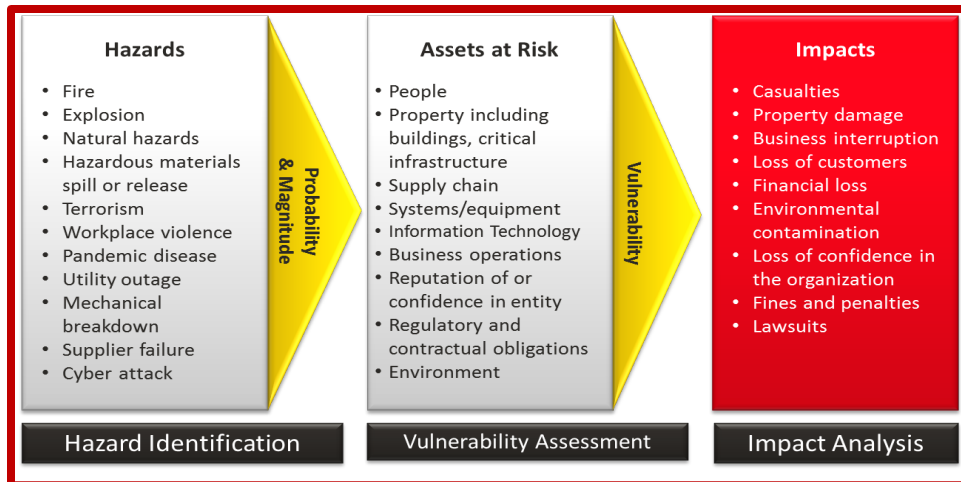 Hazards
• Fire
• Explosion
• Natural hazards
• Hazardous materials
spill or release
• Terrorism
• Workplace violence
• Pandemic disease
• Utility outage
• Mechanical
breakdown
• Supplier failure
• Cyber attack
Probability
& Magnitude
Assets at Risk
• People
• Property including
buildings, critical
infrastructure
• Supply chain
• Systems/equipment
• Information Technology
• Business operations
• Reputation of or
confidence in entity
• Regulatory and
contractual obligations
• Environment
Vulnerability
Impacts
• Casualties
• Property damage
• Business interruption
• Loss of customers
• Financial loss
• Environmental
contamination
• Loss of confidence in
the organization
• Fines and penalties
• Lawsuits
Hazard Identification
Vulnerability Assessment
Impact Analysis